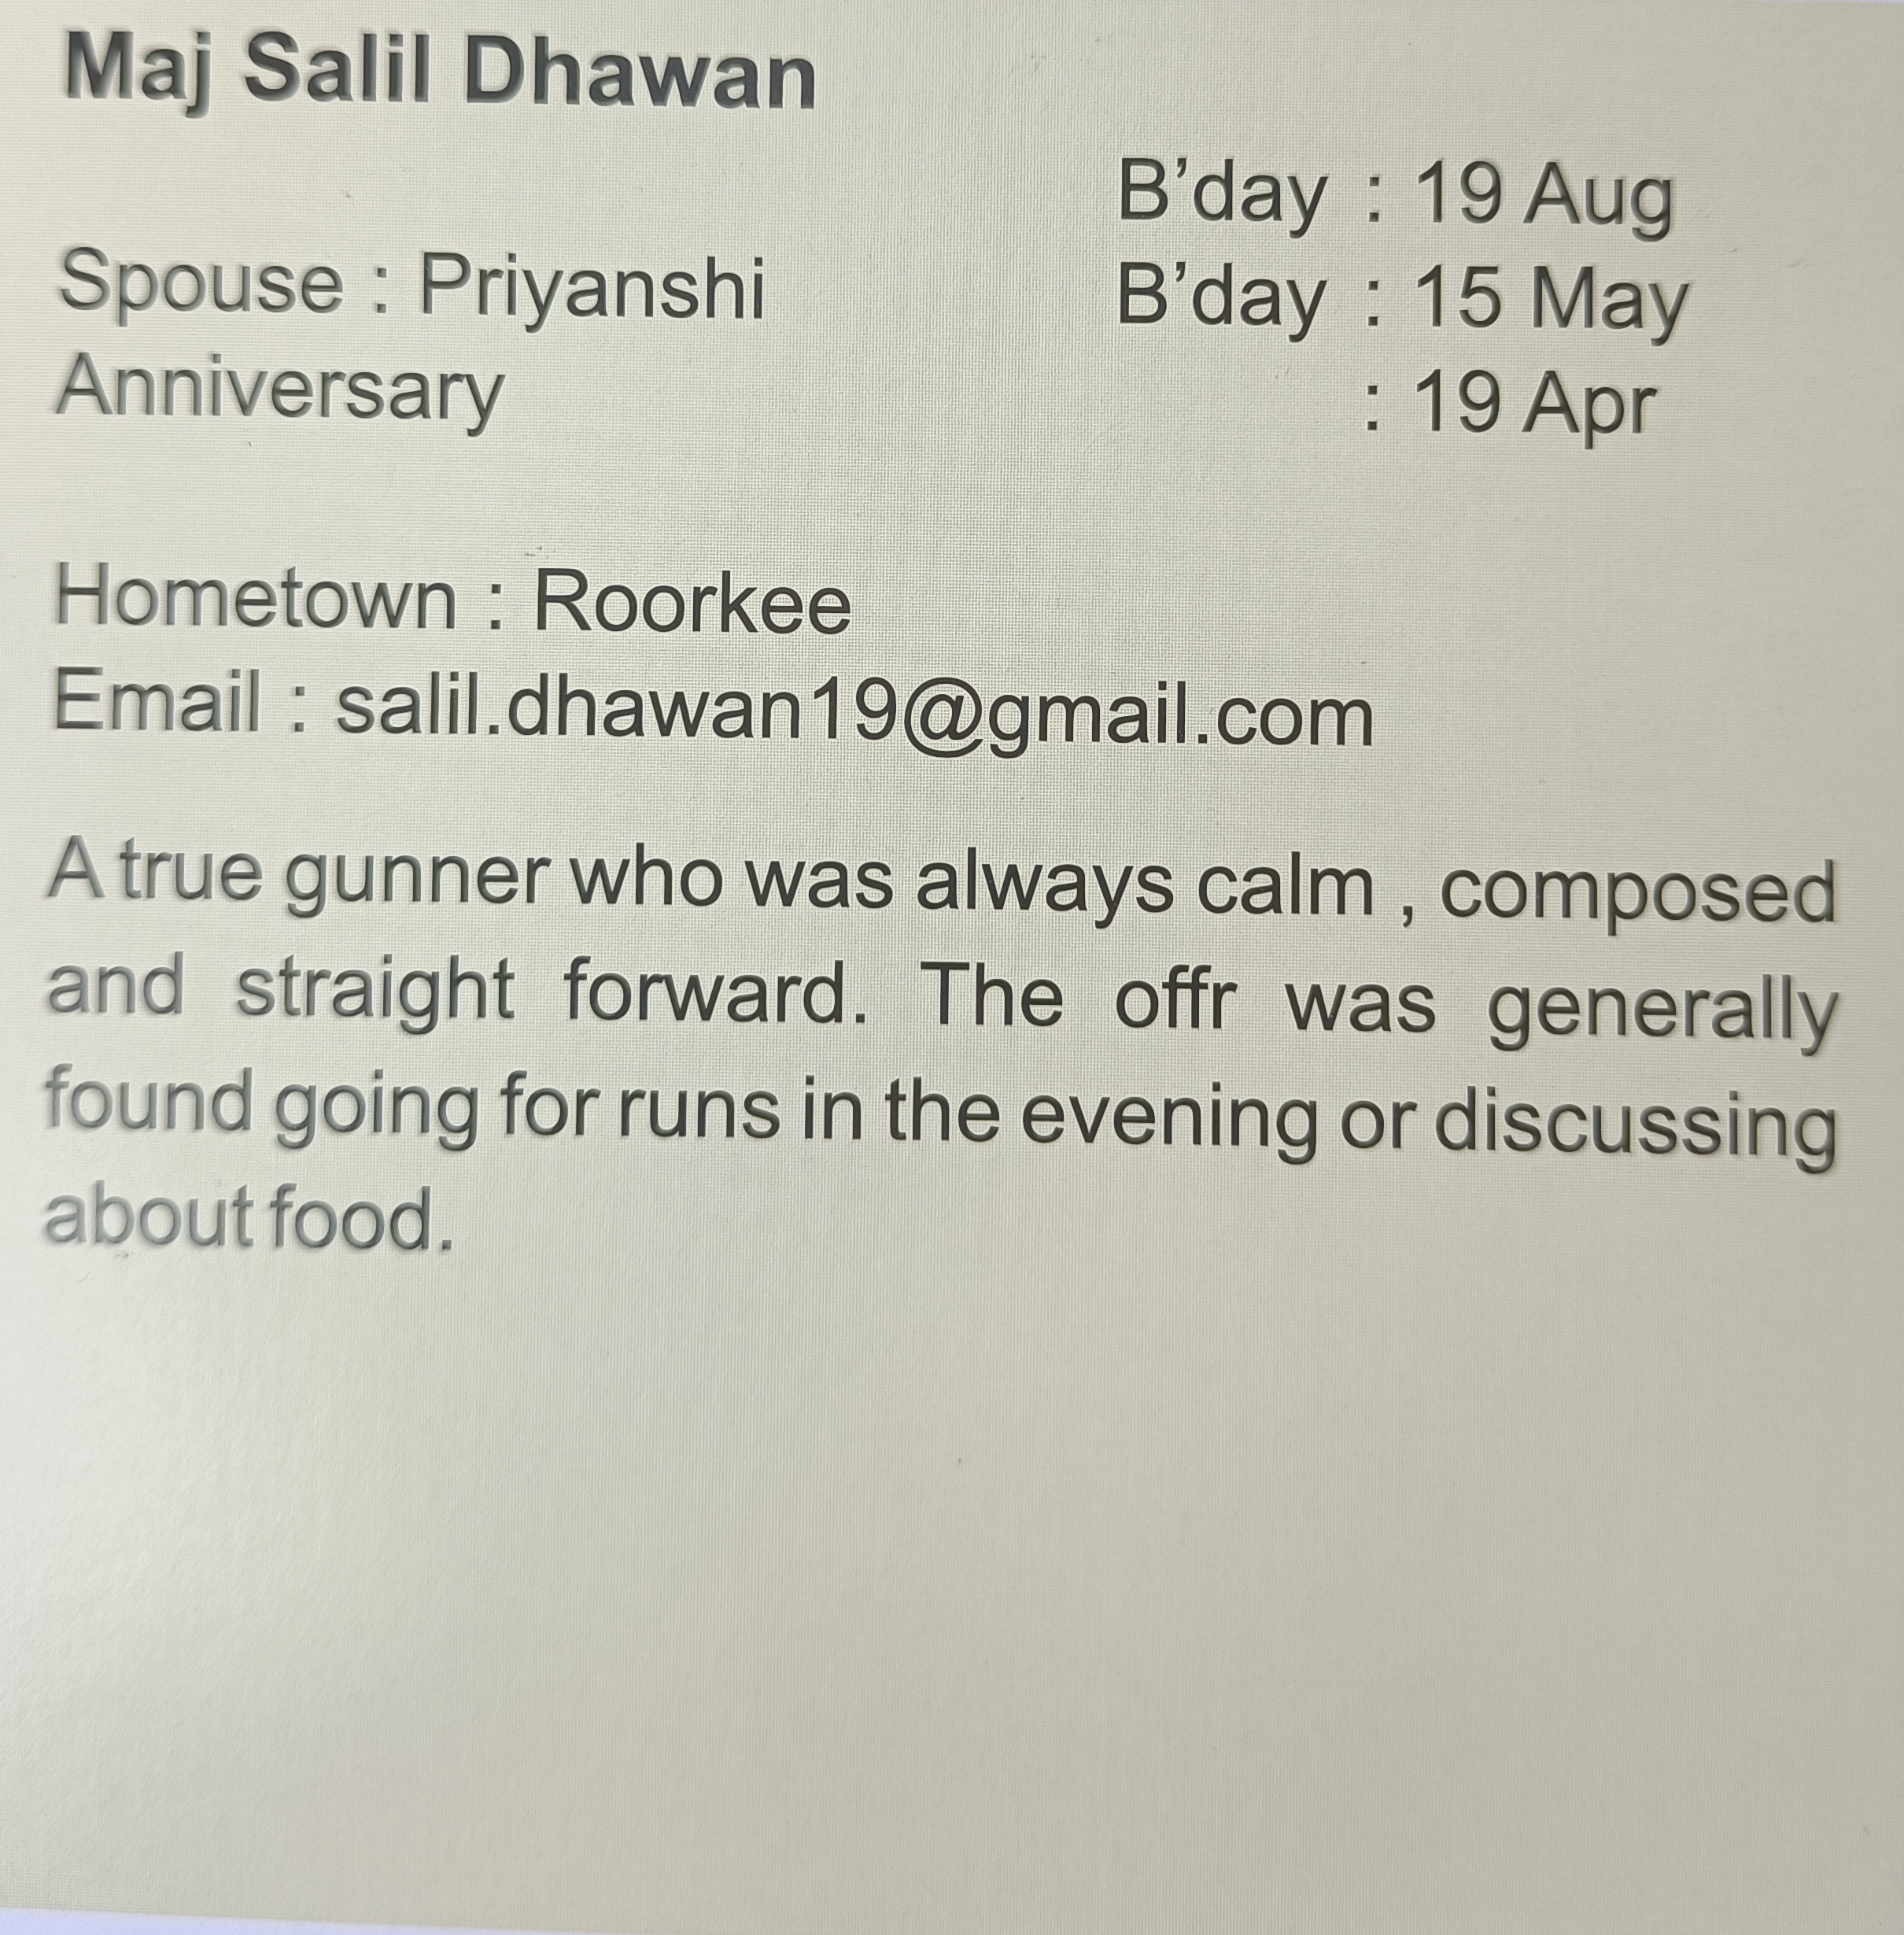 Maj Salil Dhawan
B’day : 19 Aug
Spouse : Priyanshi B’day : 15 May
Anniversary : 19 Apr
Hometown : Roorkee
Email : salil.dhawan19@gmail.com
A true gunner who was always calm , composed
and straight forward. The offr was generally
found going for runs in the evening or discussing
about food.